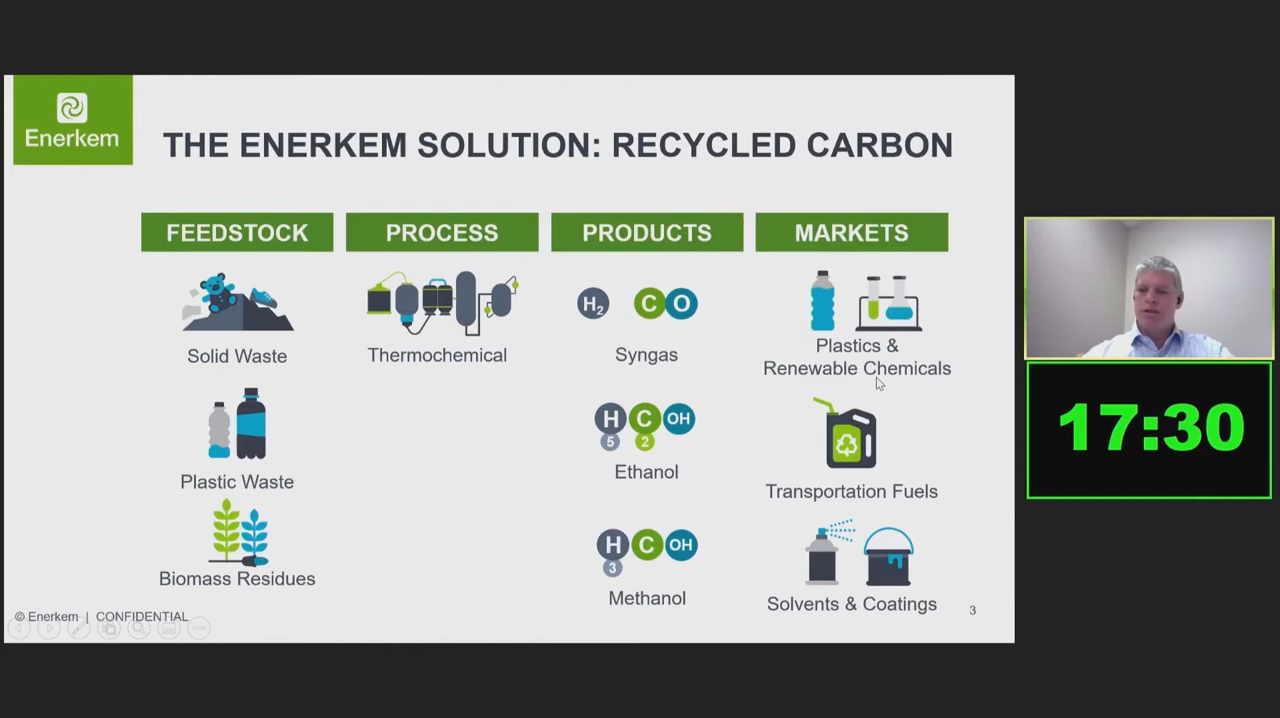 Enerkem
THE ENERKEM SOLUTION: RECYCLED CARBON
FEEDSTOCK
PROCESS
PRODUCTS
MARKETS
Solid Waste
Plastic Waste
Biomass Residues
Thermochemical
H2
C O
Syngas
H C OH
5 2
Ethanol
H C OH
3
Methanol
Plastics &
Renewable Chemicals
Transportation Fuels
Solvents & Coatings
© Enerkem | CONFIDENTIAL
3
17:30